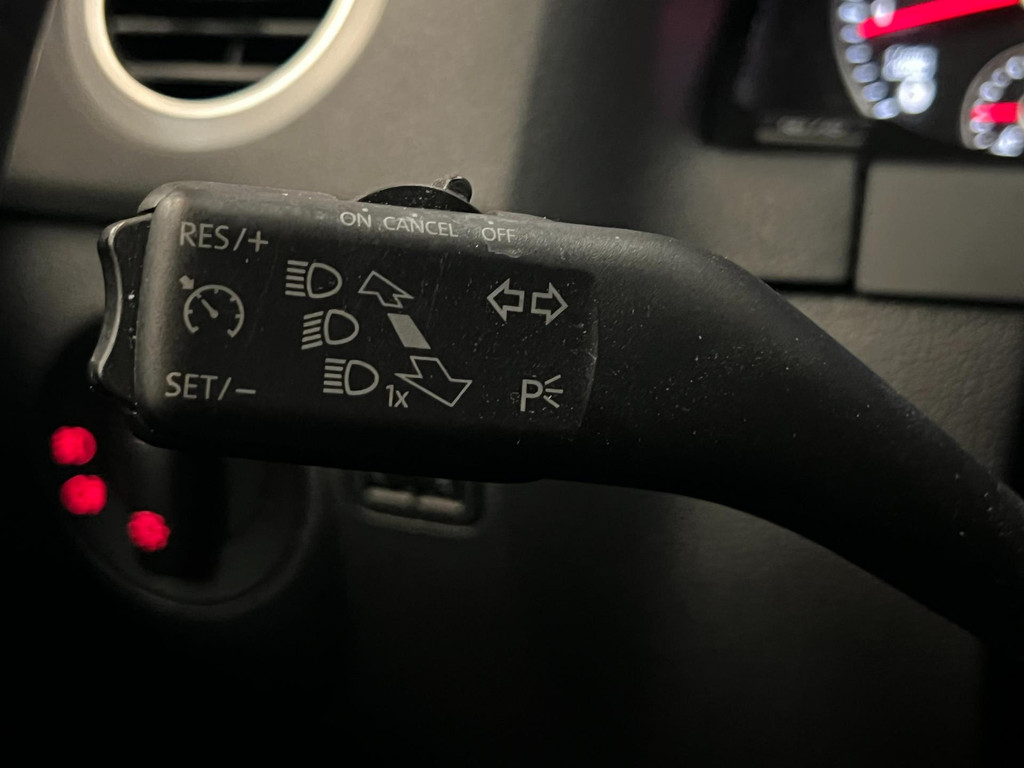 ON CANCEL OFF
RES/+
SET/−
1x
P